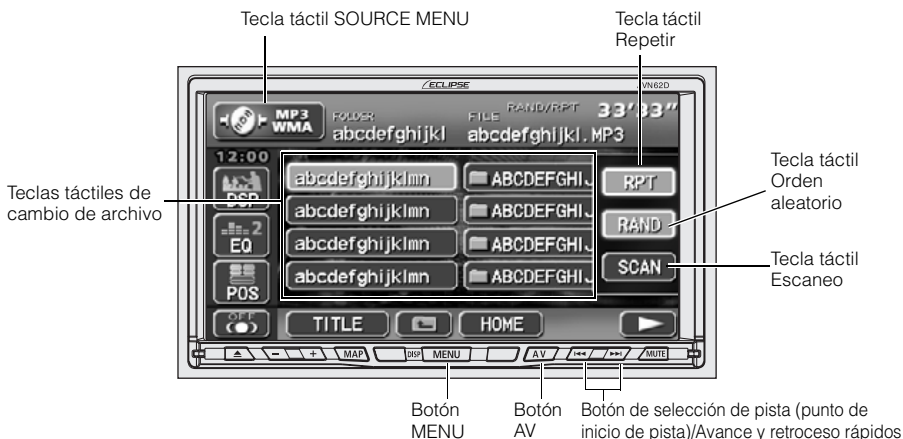 Tecla táctil SOURCE MENU
Tecla táctil
Repetir
ECLIPSE
VN62D
MP3
WMA
FOLDER
abcdefghijkl
FILE
RAND/RPT
33'33"
abcdefghijkl.MP3
12:00
Teclas táctiles de
cambio de archivo
DSP
2
EQ
POS
OFF
abcdefghijklmn
ABCDEFGHIJ
abcdefghijklmn
ABCDEFGHIJ
abcdefghijklmn
ABCDEFGHIJ
abcdefghijklmn
ABCDEFGHIJ
RPT
RAND
SCAN
Tecla táctil
Orden
aleatorio
Tecla táctil
Escaneo
TITLE
HOME
MAP
DISP
MENU
AV
MUTE
Botón
MENU
Botón
AV
Botón de selección de pista (punto de
inicio de pista)/Avance y retroceso rápidos